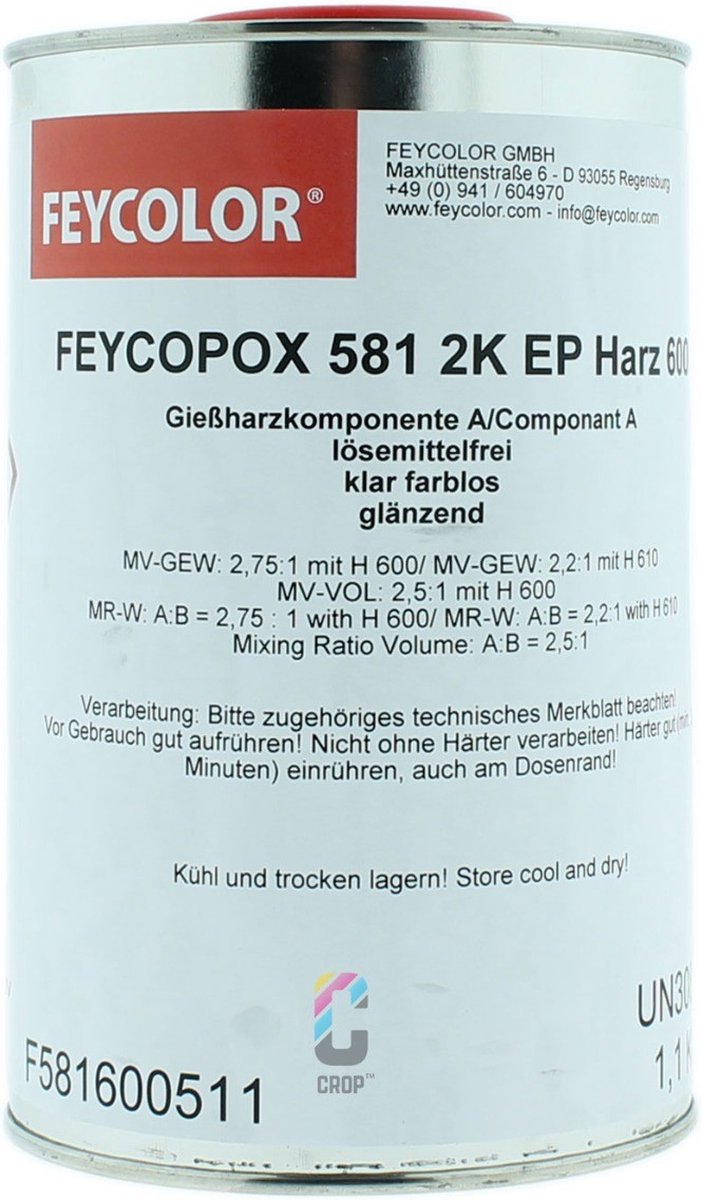 FEYCOLOR®
FEYCOLOR GMBH
Maxhüttenstraße 6 - D 93055 Regensburg
+49 (0) 941 / 604970
www.feycolor.com - info@feycolor.com
FEYCOPOX 581 2K EP Harz 600
Gießharzkomponente A/Componant A
lösemittelfrei
klar farblos
glänzend
MV-GEW: 2,75:1 mit H 600/ MV-GEW: 2,2:1 mit H 610
MV-VOL: 2,5:1 mit H 600
MR-W: A:B = 2,75 : 1 with H 600/ MR-W: A:B = 2,2:1 with H 610
Mixing Ratio Volume: A:B = 2,5:1
Verarbeitung: Bitte zugehöriges technisches Merkblatt beachten!
Vor Gebrauch gut aufrühren! Nicht ohne Härter verarbeiten! Härter gut
Minuten) einrühren, auch am Dosenrand!
Kühl und trocken lagern! Store cool and dry!
CROP™
F581600511
1,1